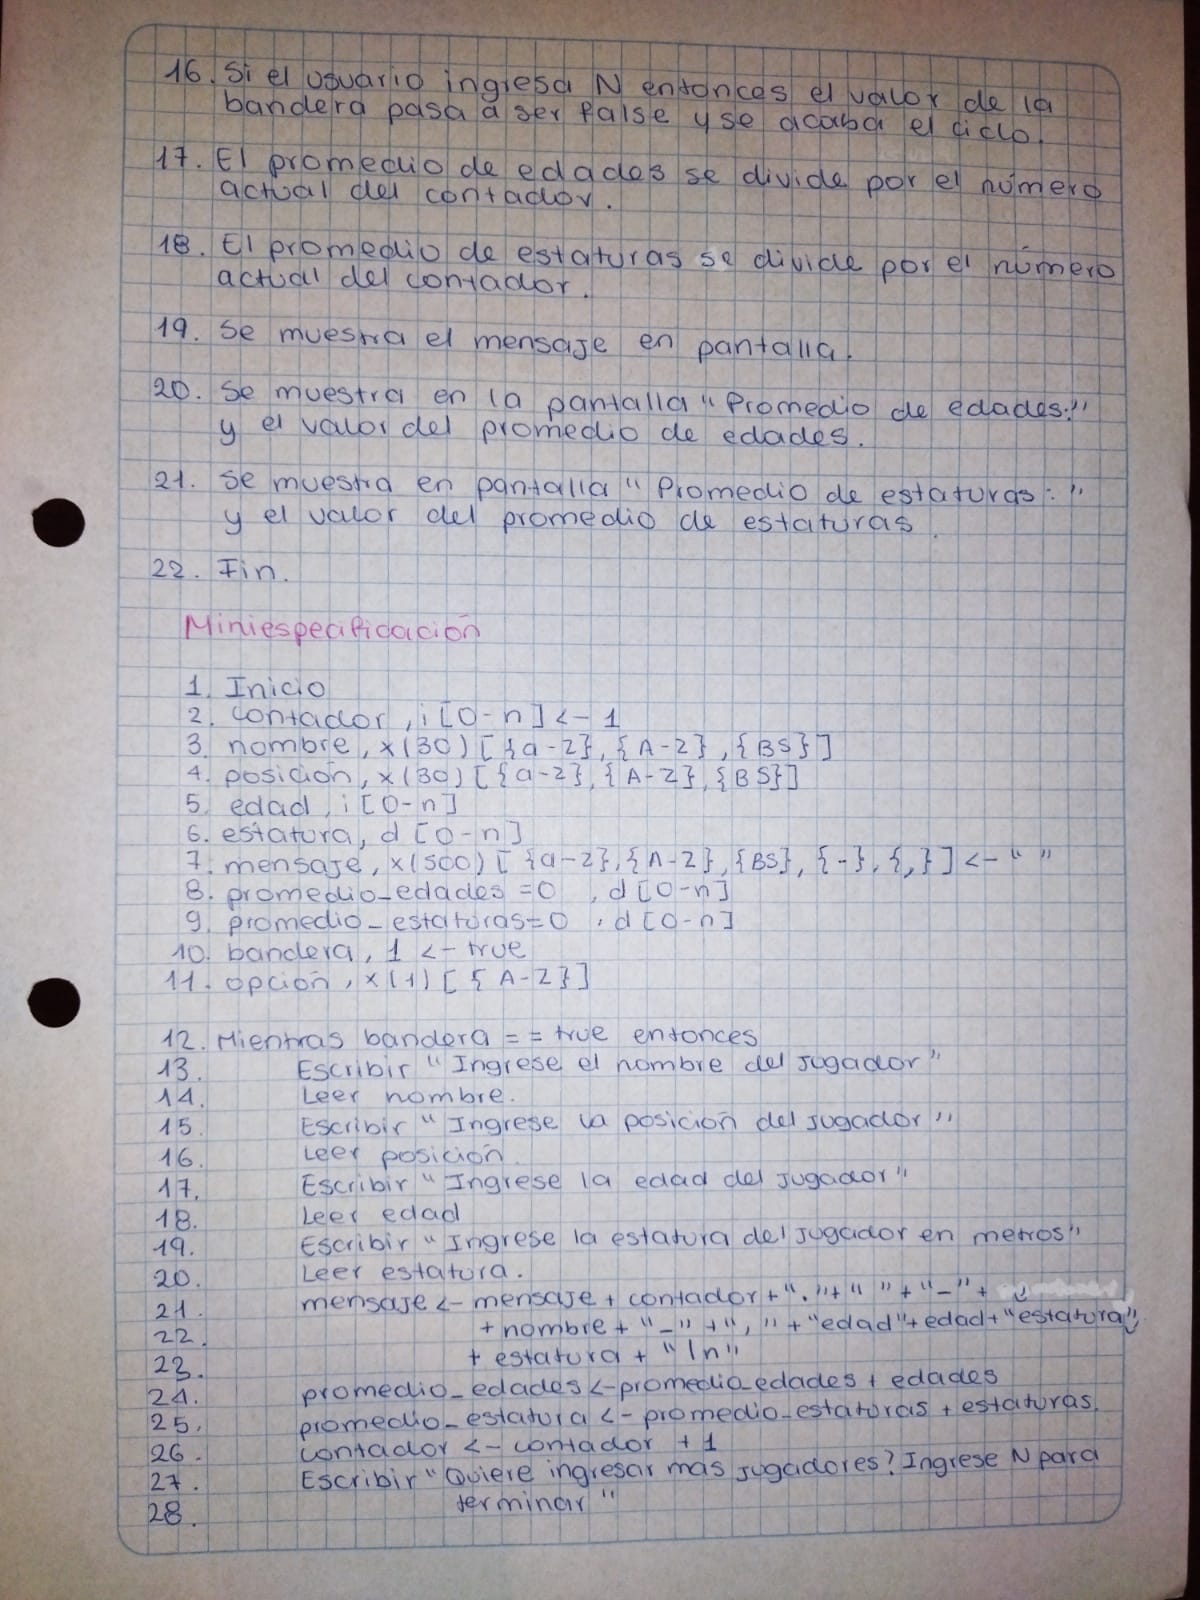 16. Si el usuario ingresa N entonces el valor de la
bandera pasa a ser false y se acaba el ciclo.
17. El promedio de edades se divide por el número
actual del contador.
18. El promedio de estaturas se divide por el número
actual del contador.
19. Se muestra el mensaje en pantalla.
20. Se muestra en la pantalla "Promedio de edades:"
y el valor del promedio de edades.
21. Se muestra en pantalla "Promedio de estaturas: "
y el valor del promedio de estaturas.
22. Fin.
Miniespecificación
1. Inicio
2. contador, i [0-n] <- 1
3. nombre, x(30) [{a-z}, {A-Z}, {BS}]
4. posición, x(30) [{a-z}, {A-Z}, {BS}]
5. edad, i [0-n]
6. estatura, d [0-n]
7. mensaje, x(500) [{a-z}, {A-Z}, {BS}, {-}, {,}] <- " "
8. promedio_edades =0 , d [0-n]
9. promedio_estaturas=0 , d [0-n]
10. bandera, 1 <- true
11. opción, x(1) [{A-Z}]
12. Mientras bandera == true entonces
13. Escribir "Ingrese el nombre del jugador"
14. Leer nombre.
15. Escribir "Ingrese la posición del jugador"
16. Leer posición.
17. Escribir "Ingrese la edad del jugador"
18. Leer edad
19. Escribir "Ingrese la estatura del jugador en metros"
20. Leer estatura.
21. mensaje <- mensaje + contador + "." + " " + "-" +
22. + nombre + "-" + ", " + "edad" + edad + "estatura"
23. + estatura + "\n"
24. promedio_edades <- promedio_edades + edades
25. promedio_estatura <- promedio_estaturas + estaturas.
26. contador <- contador + 1
27. Escribir "Quiere ingresar mas jugadores? Ingrese N para
28. terminar"